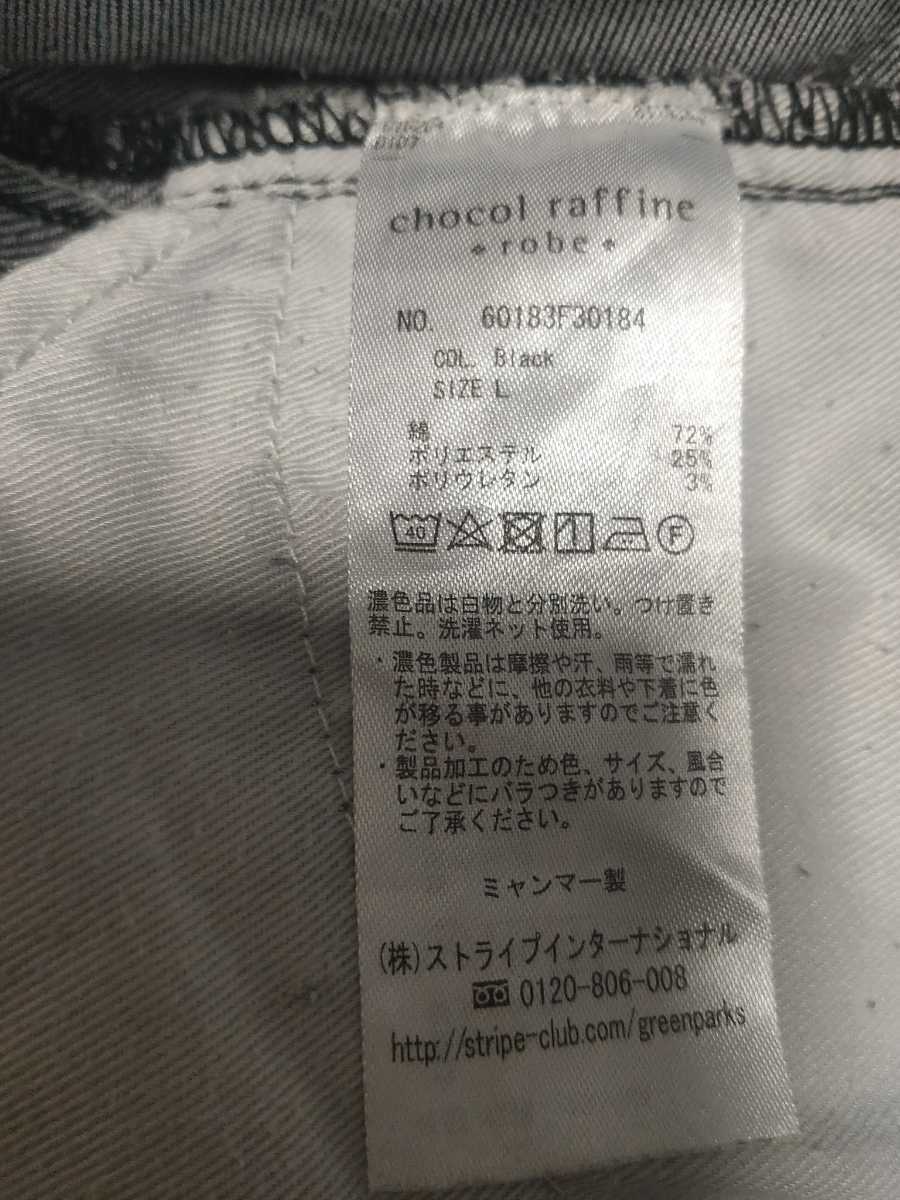 chocol raffine
robe
NO. 60183F30184
COL. Black
SIZE L
綿 72%
ポリエステル 25%
ポリウレタン 3%
40 F
濃色品は白物と分別洗い。つけ置き
禁止。洗濯ネット使用。
・濃色製品は摩擦や汗、雨等で濡れ
た時などに、他の衣料や下着に色
が移る事がありますのでご注意く
ださい。
・製品加工のため色、サイズ、風合
いなどにバラつきがありますので
ご了承ください。
ミャンマー製
(株)ストライプインターナショナル
0120-806-008
http://stripe-club.com/greenparks